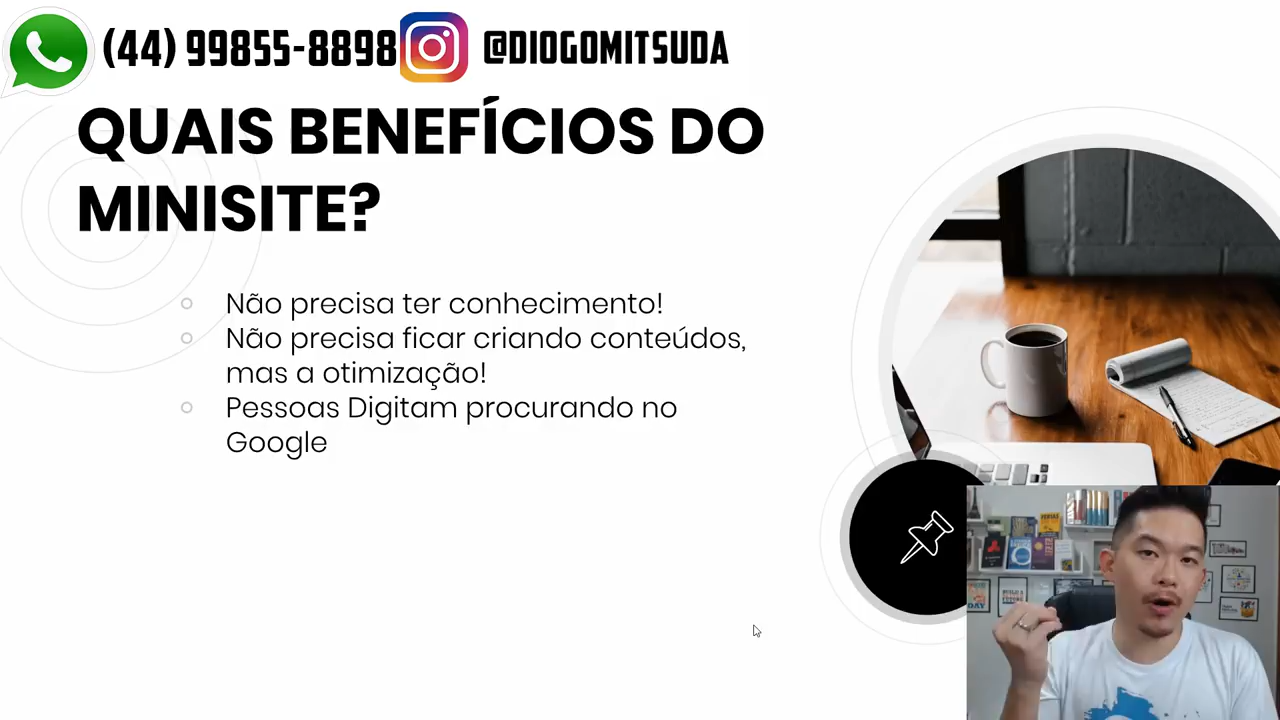 (44) 99855-8898 @DIOGOMITSUDA
QUAIS BENEFÍCIOS DO
MINISITE?
Não precisa ter conhecimento!
Não precisa ficar criando conteúdos,
mas a otimização!
Pessoas Digitam procurando no
Google